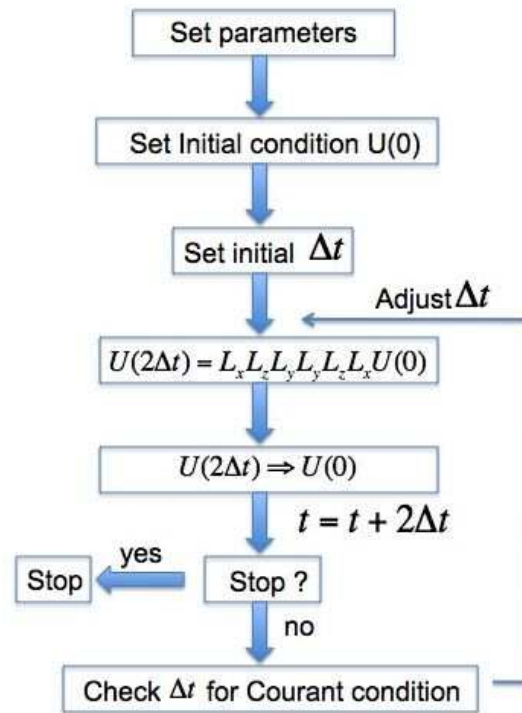 Set parameters
Set Initial condition U(0)
Set initial Δt
Adjust Δt
U(2Δt) = LₓL_zL_yL_yL_zLₓU(0)
U(2Δt) ⇒ U(0)
t = t + 2Δt
yes
Stop
Stop ?
no
Check Δt for Courant condition